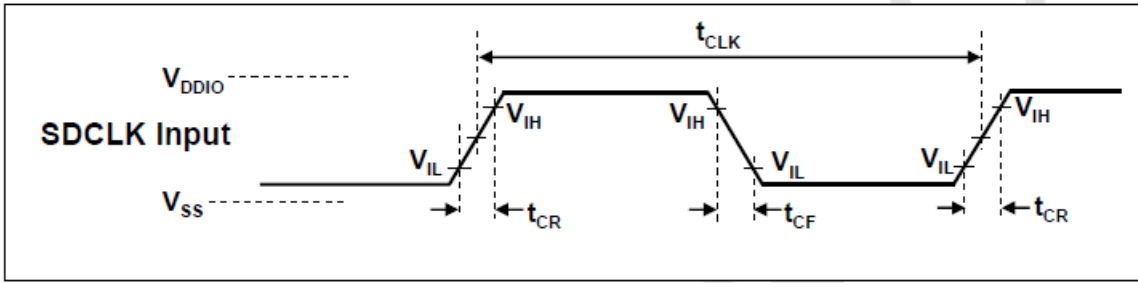 tCLK
VDDIO
VIH VIH VIH
SDCLK Input
VIL VIL VIL
VSS
tCR tCF tCR